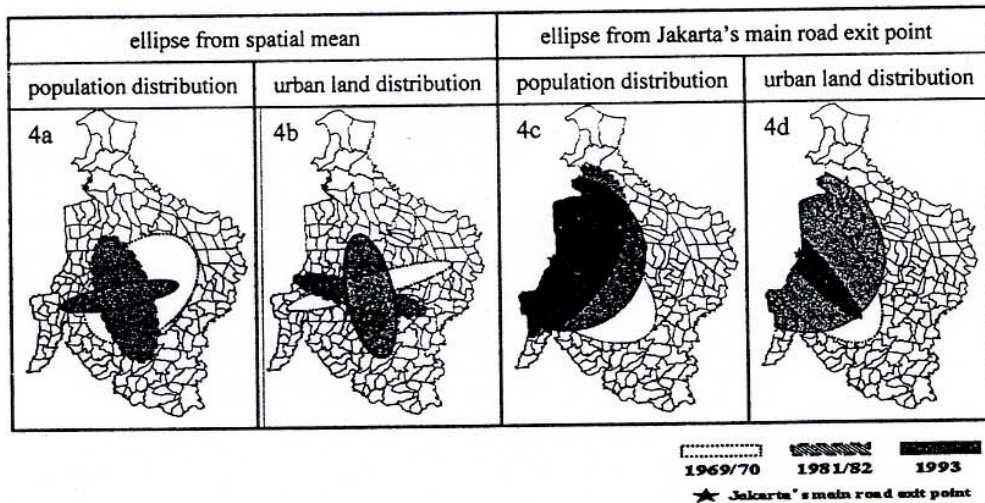 ellipse from spatial mean
ellipse from Jakarta's main road exit point
population distribution
urban land distribution
population distribution
urban land distribution
4a
4b
4c
4d
1969/70
1981/82
1993
Jakarta's main road exit point